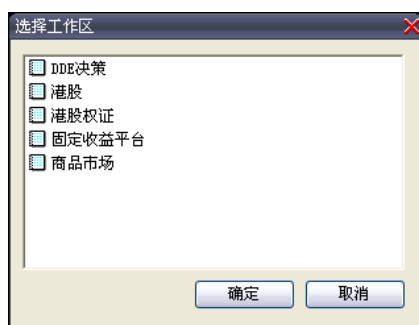 选择工作区
DDE决策
港股
港股权证
固定收益平台
商品市场
确定 取消